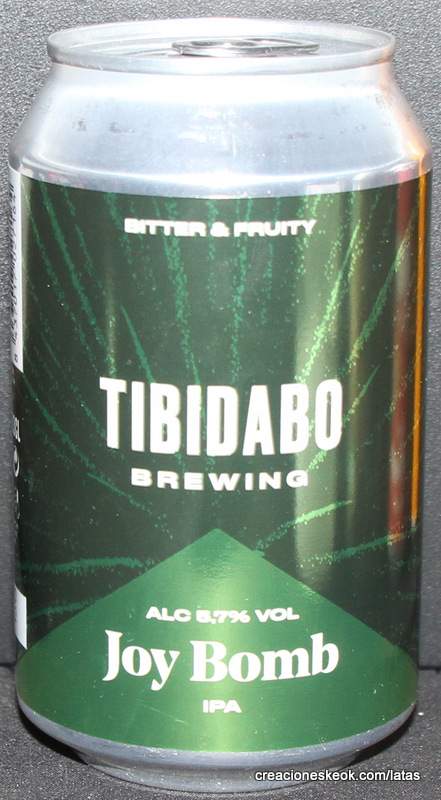 BITTER & FRUITY
TIBIDABO
BREWING
ALC 5,7% VOL
Joy Bomb
IPA
creacioneskeok.com/latas